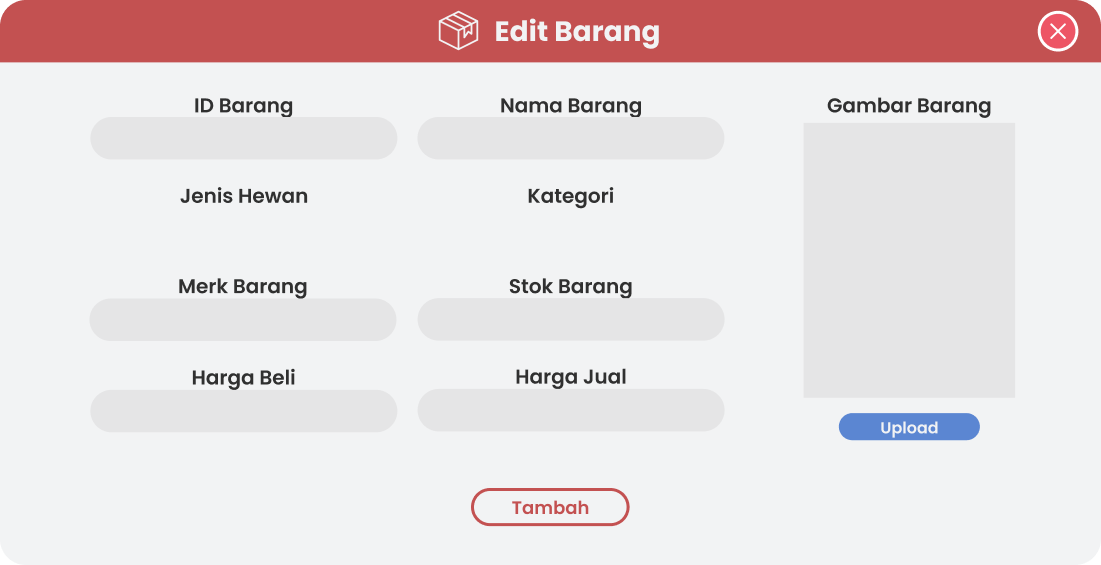 Edit Barang
ID Barang
Nama Barang
Gambar Barang
Jenis Hewan
Kategori
Merk Barang
Stok Barang
Harga Beli
Harga Jual
Upload
Tambah